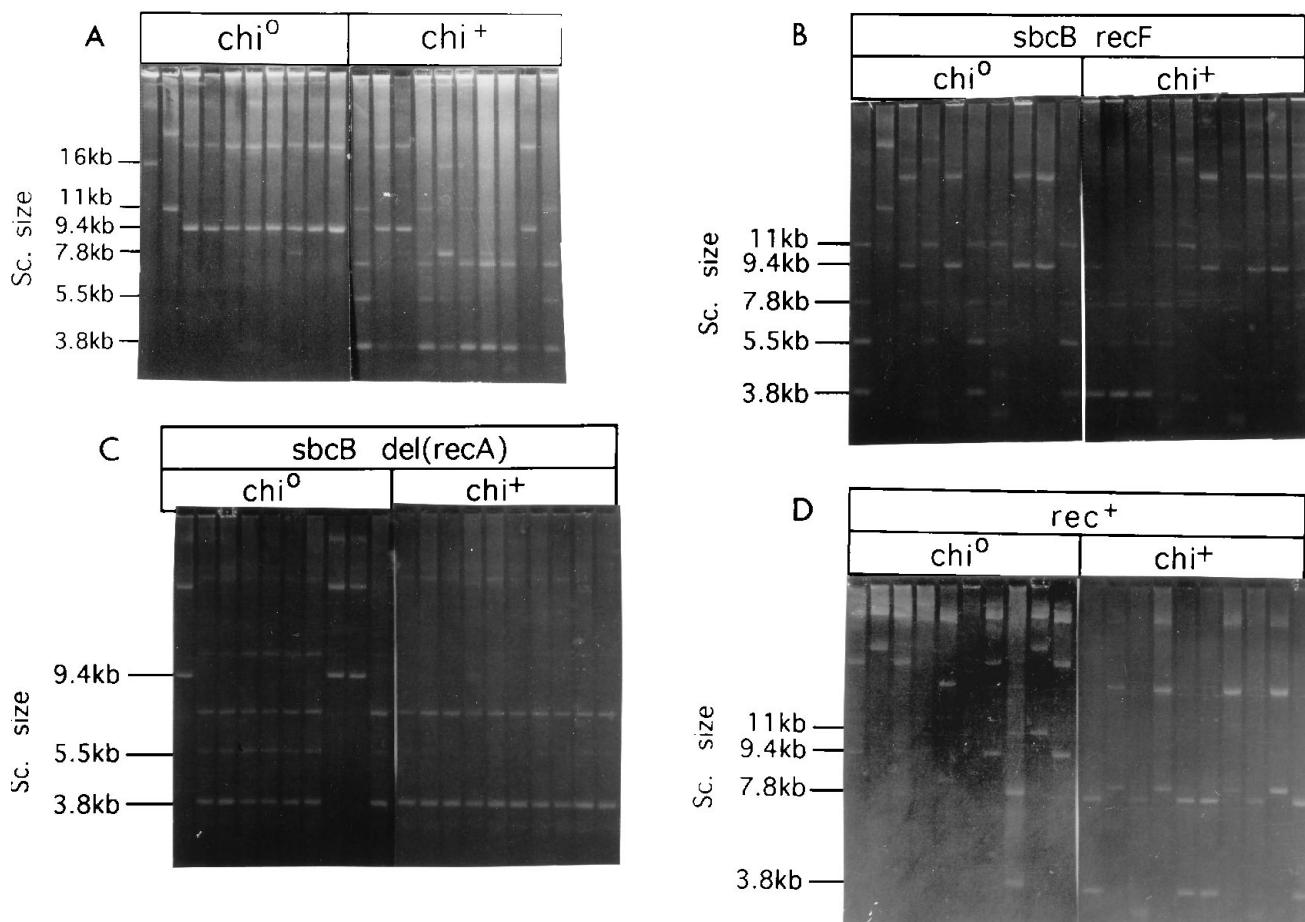 A
chi⁰ chi⁺
16kb
11kb
9.4kb
7.8kb
5.5kb
3.8kb
Sc. size
B
sbcB recF
chi⁰ chi⁺
11kb
9.4kb
7.8kb
5.5kb
3.8kb
Sc. size
C
sbcB del(recA)
chi⁰ chi⁺
9.4kb
5.5kb
3.8kb
Sc. size
D
rec⁺
chi⁰ chi⁺
11kb
9.4kb
7.8kb
3.8kb
Sc. size